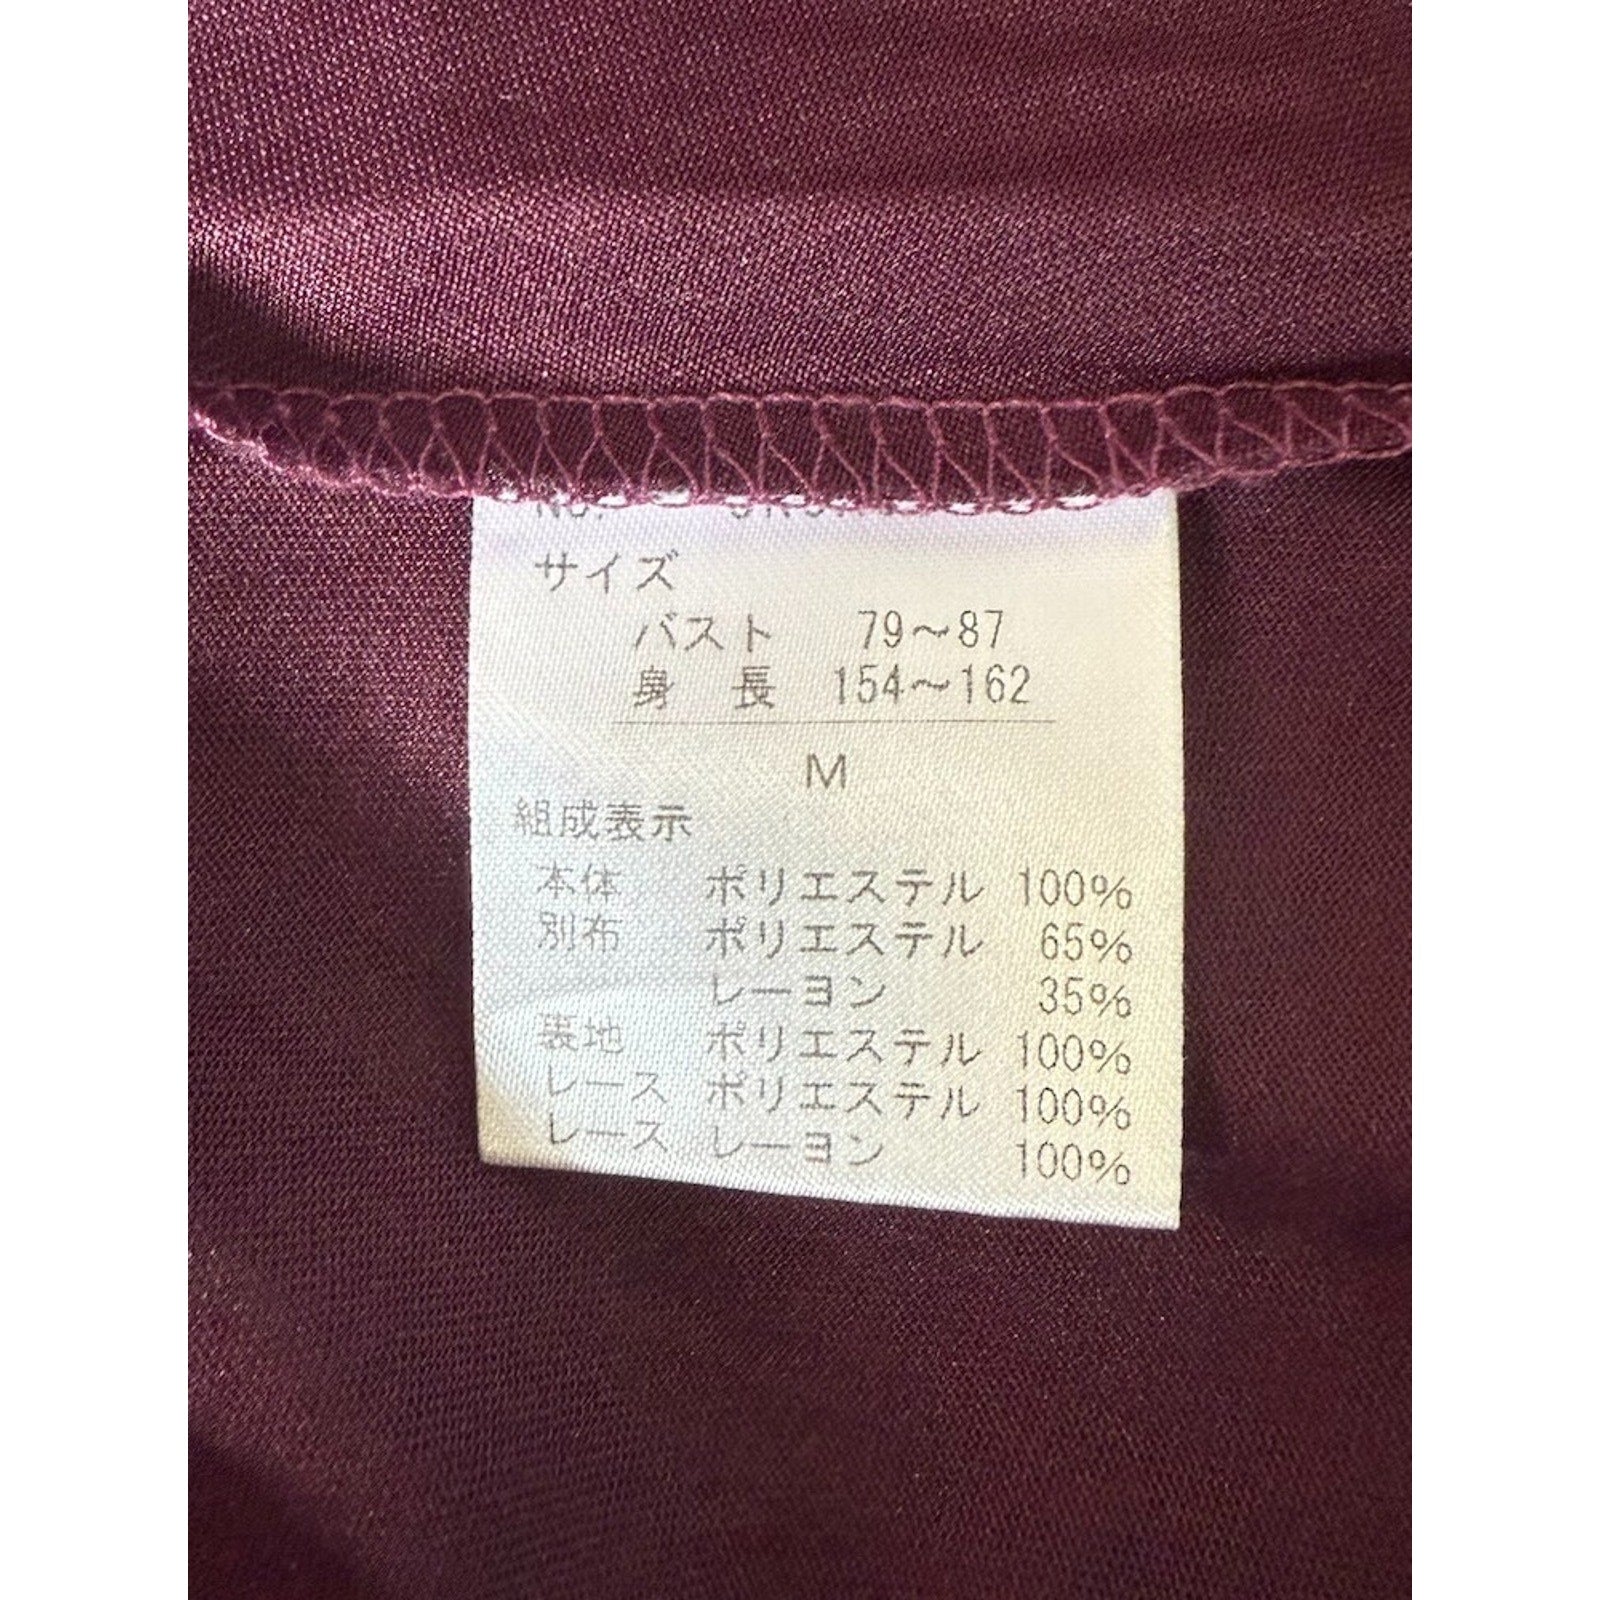 サイズ
バスト 79～87
身 長 154～162
M
組成表示
本体 ポリエステル 100%
別布 ポリエステル 65%
レーヨン 35%
裏地 ポリエステル 100%
レース ポリエステル 100%
レース レーヨン 100%